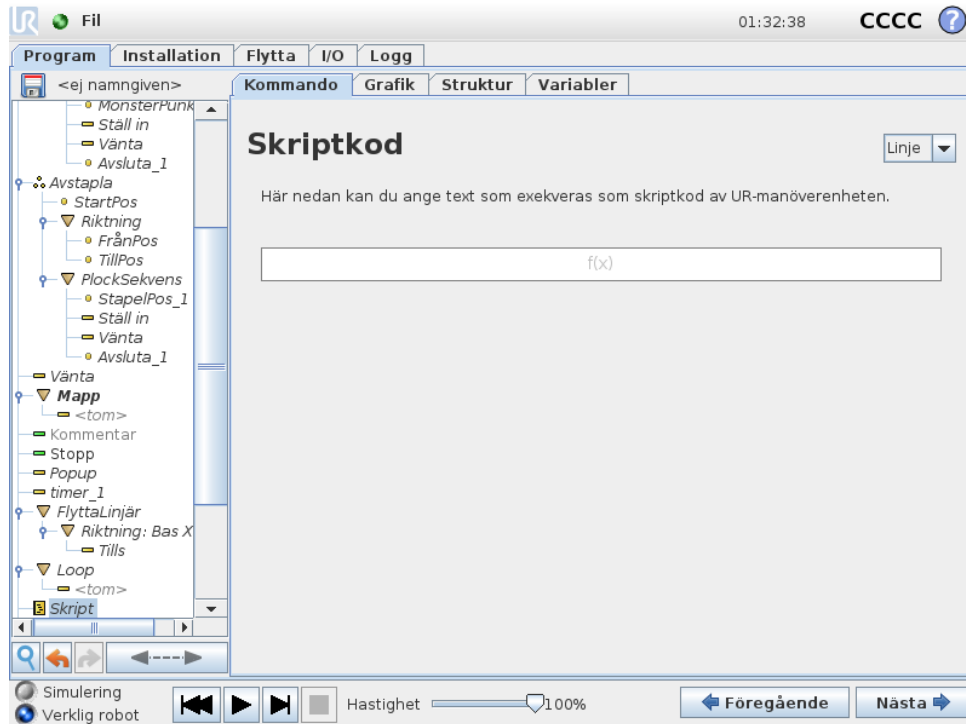 UR Fil 01:32:38 CCCC ?
Program Installation Flytta I/O Logg
<ej namngiven>
Kommando Grafik Struktur Variabler
MonsterPunk
Ställ in
Vänta
Avsluta_1
Avstapla
StartPos
Riktning
FrånPos
TillPos
PlockSekvens
StapelPos_1
Ställ in
Vänta
Avsluta_1
Vänta
Mapp
<tom>
Kommentar
Stopp
Popup
timer_1
FlyttaLinjär
Riktning: Bas X
Tills
Loop
<tom>
Skript
Skriptkod
Linje
Här nedan kan du ange text som exekveras som skriptkod av UR-manöverenheten.
f(x)
Simulering
Verklig robot
Hastighet 100%
Föregående Nästa